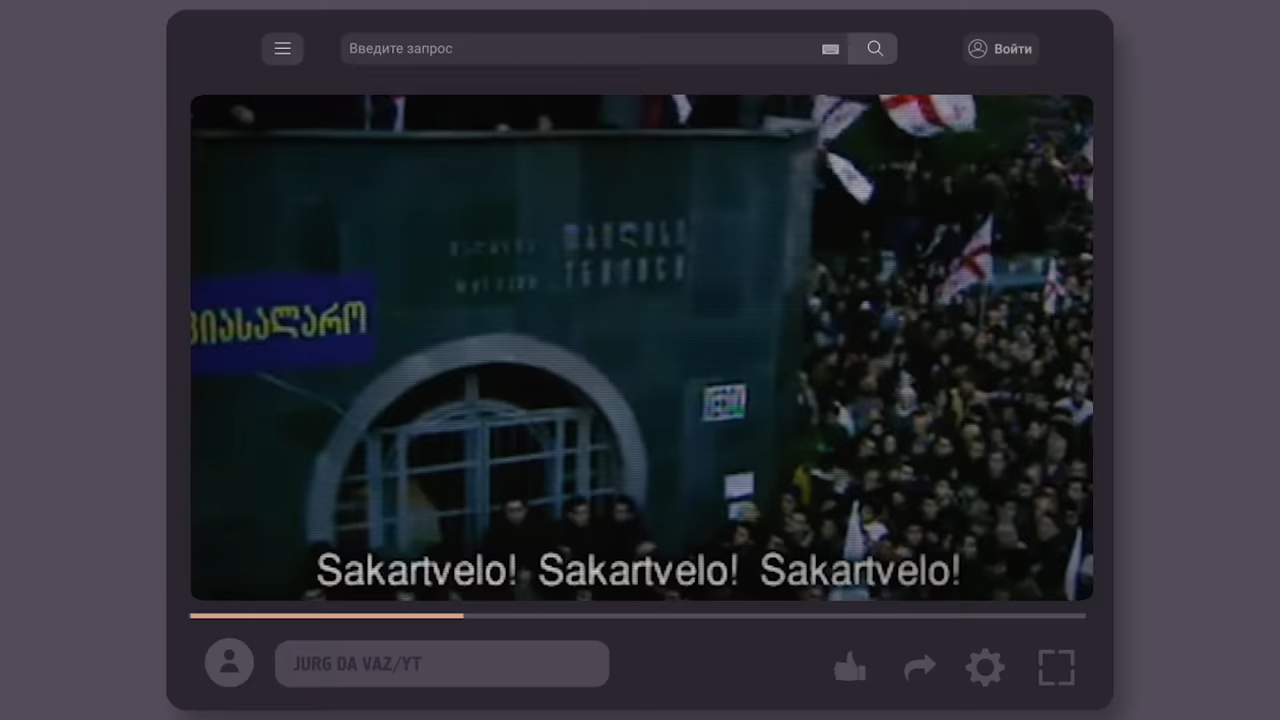 Введите запрос
Войти
ᲕᲘᲐᲡᲐᲚᲐᲠᲝ
Sakartvelo! Sakartvelo! Sakartvelo!
JURG DA VAZ/YT